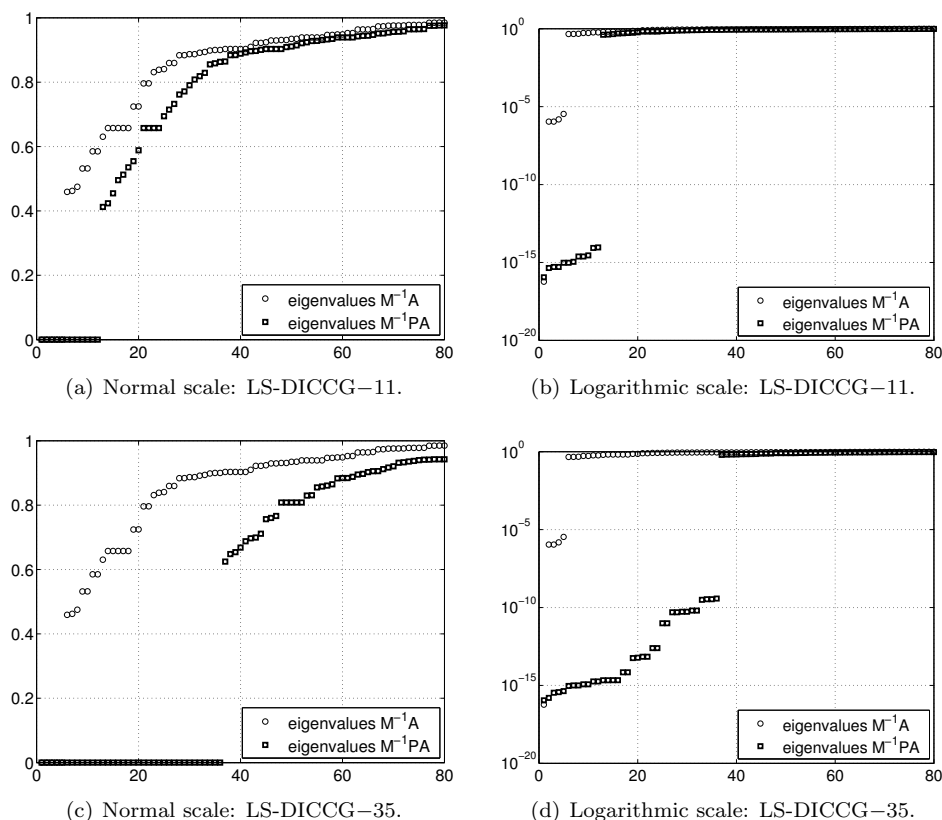 1
0.8
0.6
0.4
0.2
0
0 20 40 60 80
eigenvalues M⁻¹A
eigenvalues M⁻¹PA
(a) Normal scale: LS-DICCG−11.
10⁰
10⁻⁵
10⁻¹⁰
10⁻¹⁵
10⁻²⁰
0 20 40 60 80
eigenvalues M⁻¹A
eigenvalues M⁻¹PA
(b) Logarithmic scale: LS-DICCG−11.
1
0.8
0.6
0.4
0.2
0
0 20 40 60 80
eigenvalues M⁻¹A
eigenvalues M⁻¹PA
(c) Normal scale: LS-DICCG−35.
10⁰
10⁻⁵
10⁻¹⁰
10⁻¹⁵
10⁻²⁰
0 20 40 60 80
eigenvalues M⁻¹A
eigenvalues M⁻¹PA
(d) Logarithmic scale: LS-DICCG−35.